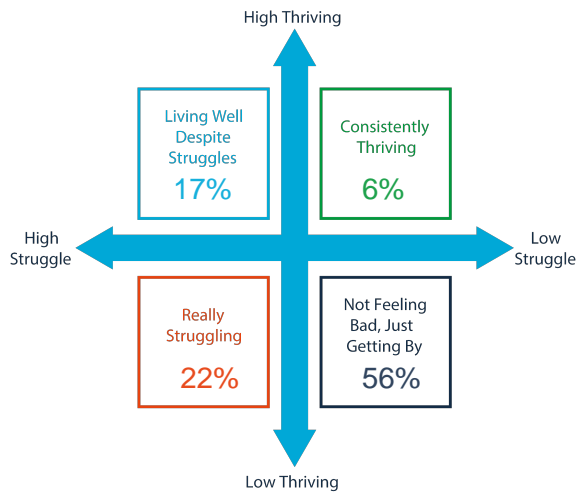 High Thriving
Living Well
Despite
Struggles
17%
Consistently
Thriving
6%
High
Struggle
Low
Struggle
Really
Struggling
22%
Not Feeling
Bad, Just
Getting By
56%
Low Thriving